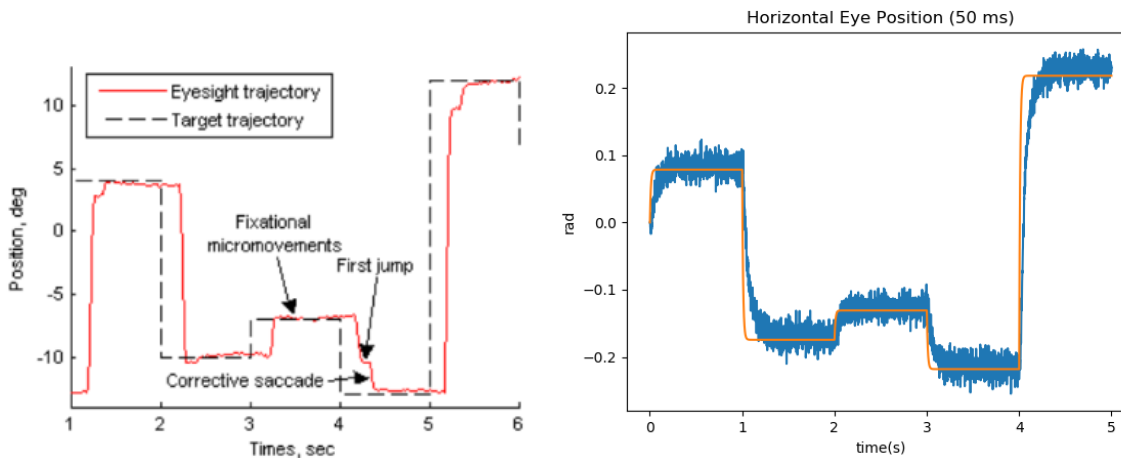 Eyesight trajectory
Target trajectory
10
5
0
-5
-10
Position, deg
Fixational
micromovements
First jump
Corrective saccade
1 2 3 4 5 6
Times, sec
Horizontal Eye Position (50 ms)
0.2
0.1
0.0
−0.1
−0.2
rad
0 1 2 3 4 5
time(s)